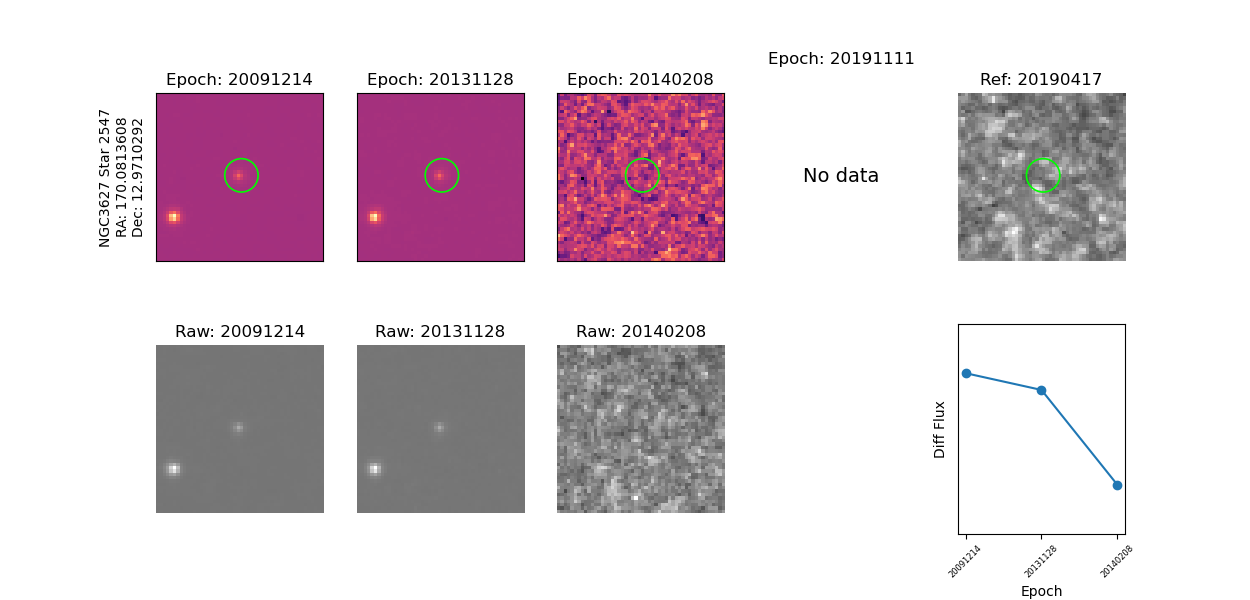 Epoch: 20191111
Epoch: 20091214
Epoch: 20131128
Epoch: 20140208
Ref: 20190417
NGC3627 Star 2547
RA: 170.0813608
Dec: 12.9710292
No data
Raw: 20091214
Raw: 20131128
Raw: 20140208
Diff Flux
20091214
20131128
20140208
Epoch